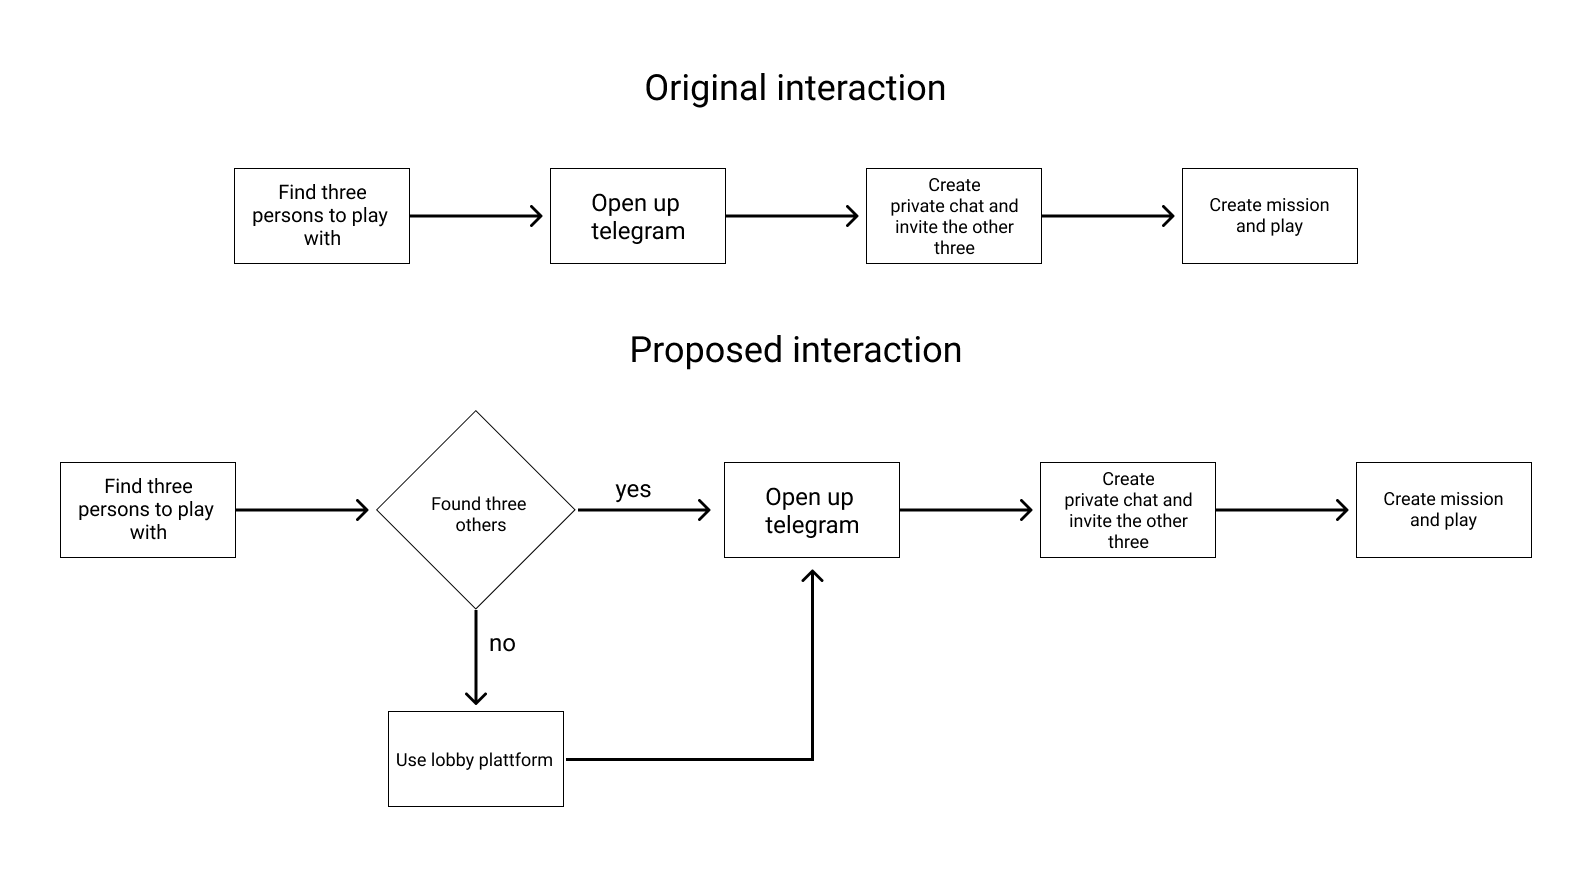 Original interaction
Find three
persons to play
with
Open up
telegram
Create
private chat and
invite the other
three
Create mission
and play
Proposed interaction
Find three
persons to play
with
Found three
others
yes
Open up
telegram
Create
private chat and
invite the other
three
Create mission
and play
no
Use lobby plattform